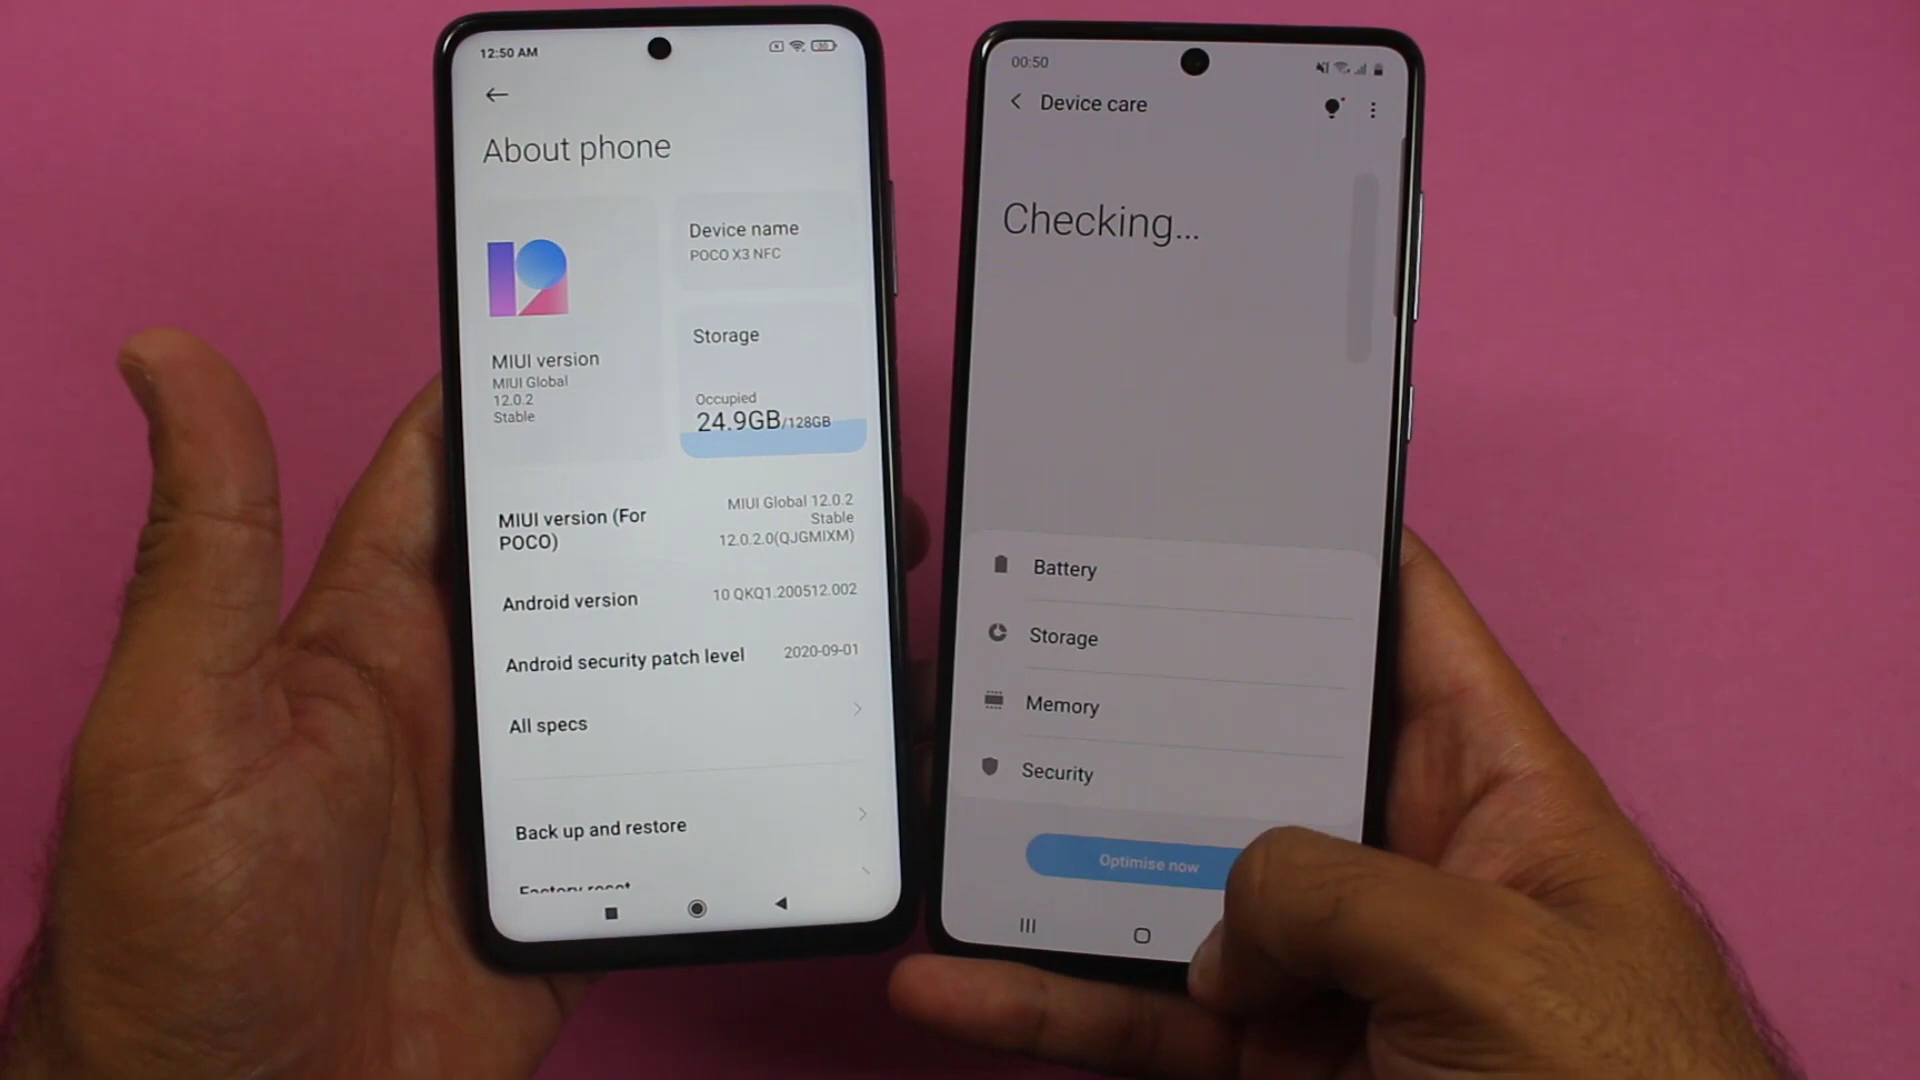 12:50 AM
About phone
Device name
POCO X3 NFC
MIUI version
MIUI Global
12.0.2
Stable
Storage
Occupied
24.9GB/128GB
MIUI version (For
POCO)
MIUI Global 12.0.2
Stable
12.0.2.0(QJGMIXM)
Android version
10 QKQ1.200512.002
Android security patch level
2020-09-01
All specs
Back up and restore
Factory reset
00:50
Device care
Checking...
Battery
Storage
Memory
Security
Optimise now